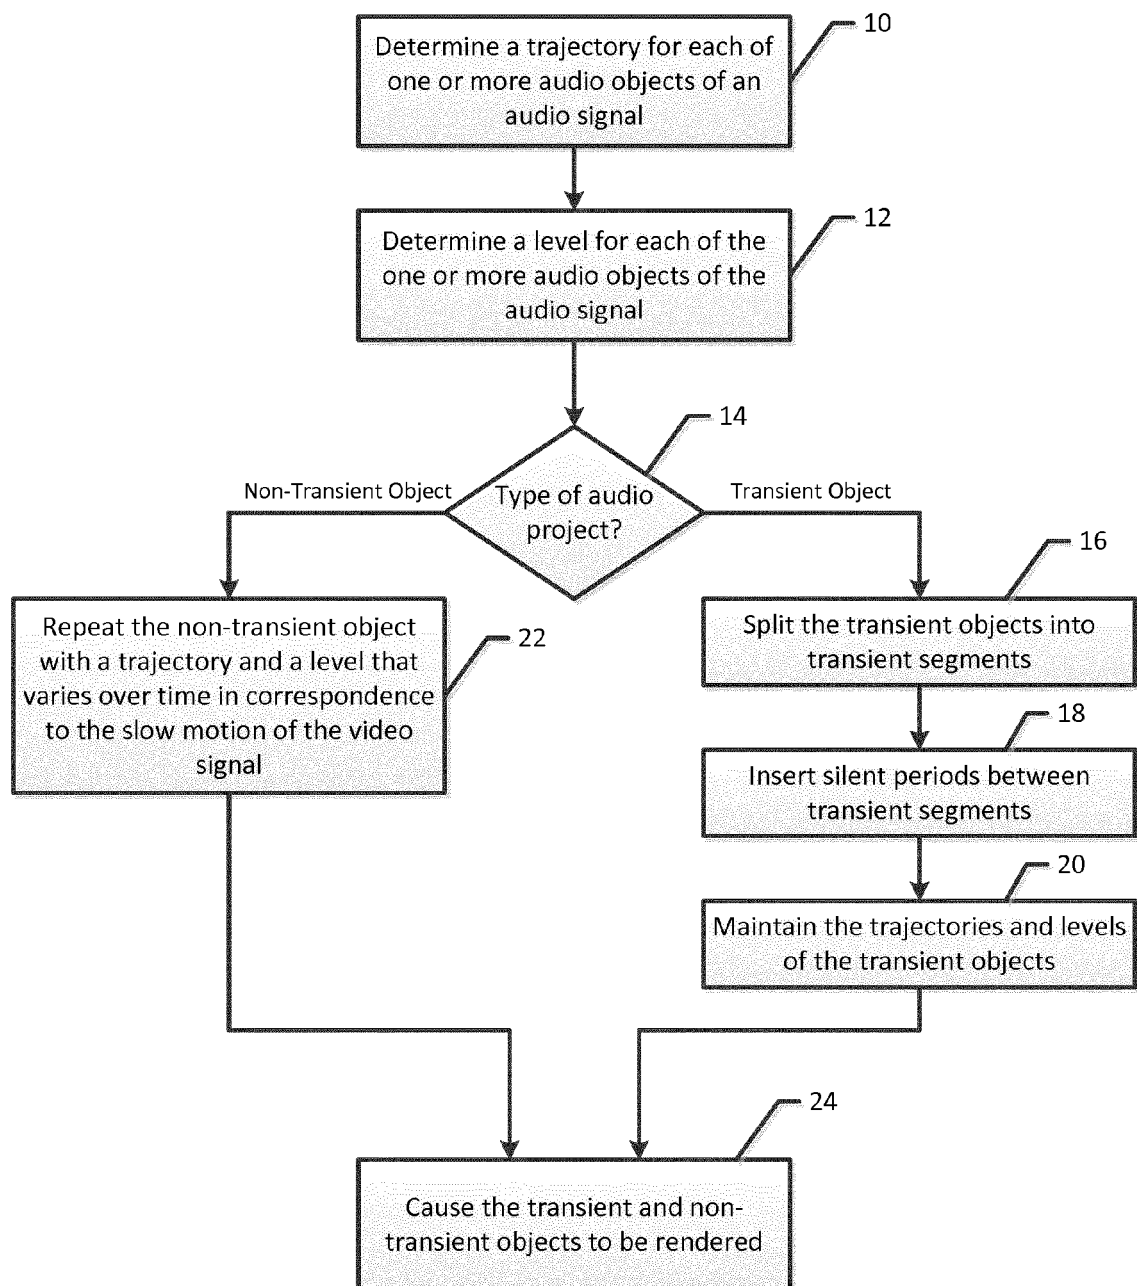 10
Determine a trajectory for each of
one or more audio objects of an
audio signal
12
Determine a level for each of the
one or more audio objects of the
audio signal
14
Non-Transient Object
Type of audio
project?
Transient Object
16
Split the transient objects into
transient segments
22
Repeat the non-transient object
with a trajectory and a level that
varies over time in correspondence
to the slow motion of the video
signal
18
Insert silent periods between
transient segments
20
Maintain the trajectories and levels
of the transient objects
24
Cause the transient and non-
transient objects to be rendered